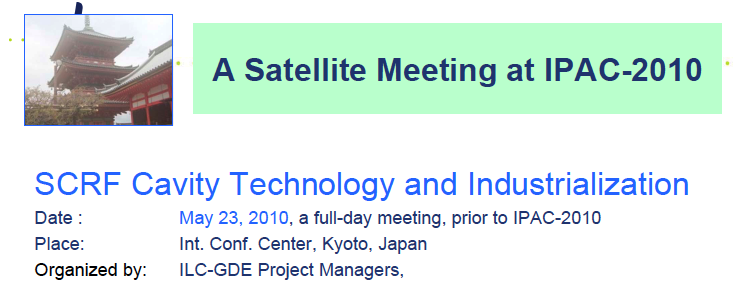 A Satellite Meeting at IPAC-2010
SCRF Cavity Technology and Industrialization
Date : May 23, 2010, a full-day meeting, prior to IPAC-2010
Place: Int. Conf. Center, Kyoto, Japan
Organized by: ILC-GDE Project Managers,